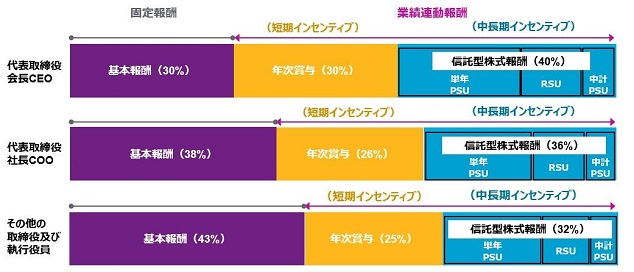 固定報酬
業績連動報酬
（短期インセンティブ）
（中長期インセンティブ）
代表取締役
会長CEO
基本報酬（30%）
年次賞与（30%）
信託型株式報酬（40%）
単年
PSU
RSU
中計
PSU
（短期インセンティブ）
（中長期インセンティブ）
代表取締役
社長COO
基本報酬（38%）
年次賞与（26%）
信託型株式報酬（36%）
単年
PSU
RSU
中計
PSU
（短期インセンティブ）
（中長期インセンティブ）
その他の
取締役及び
執行役員
基本報酬（43%）
年次賞与（25%）
信託型株式報酬（32%）
単年
PSU
RSU
中計
PSU